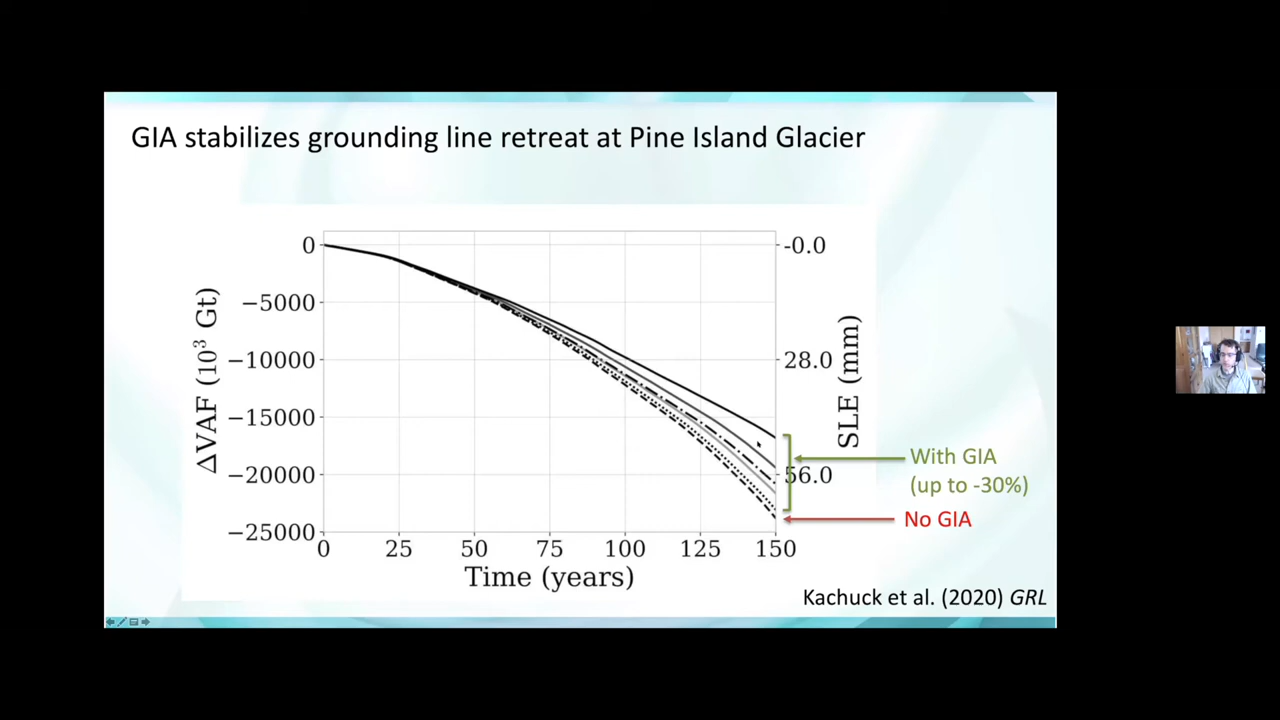 GIA stabilizes grounding line retreat at Pine Island Glacier
0
−5000
−10000
−15000
−20000
−25000
ΔVAF (10³ Gt)
0 25 50 75 100 125 150
Time (years)
-0.0
28.0
56.0
SLE (mm)
With GIA
(up to -30%)
No GIA
Kachuck et al. (2020) GRL